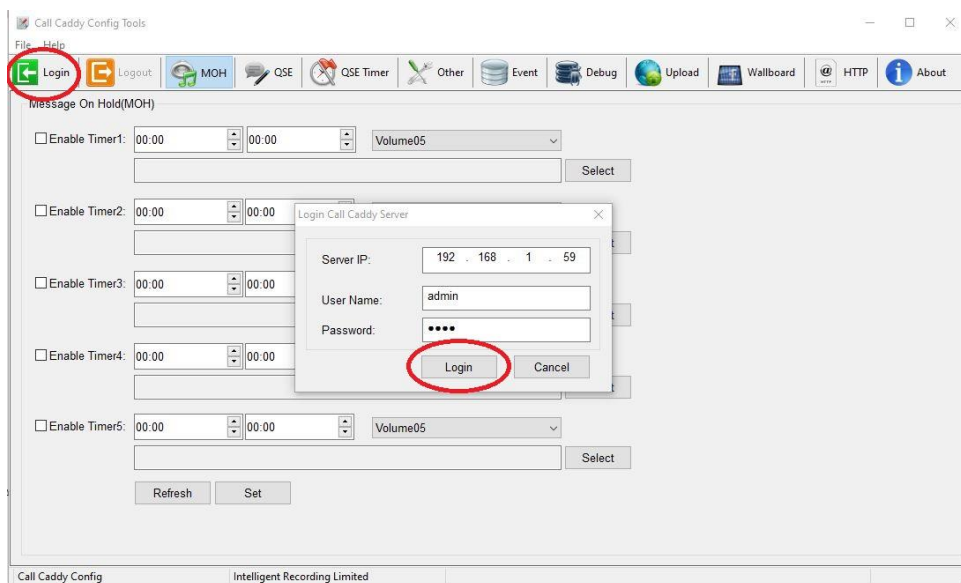 Call Caddy Config Tools
File Help
Login Logout MOH QSE QSE Timer Other Event Debug Upload Wallboard HTTP About
Message On Hold(MOH)
Enable Timer1: 00:00 00:00 Volume05
Select
Enable Timer2: 00:00 00:00
Login Call Caddy Server
Server IP: 192 . 168 . 1 . 59
Enable Timer3: 00:00 00:00
User Name: admin
Password: ••••
Enable Timer4: 00:00 00:00
Login Cancel
Enable Timer5: 00:00 00:00 Volume05
Select
Refresh Set
Call Caddy Config Intelligent Recording Limited